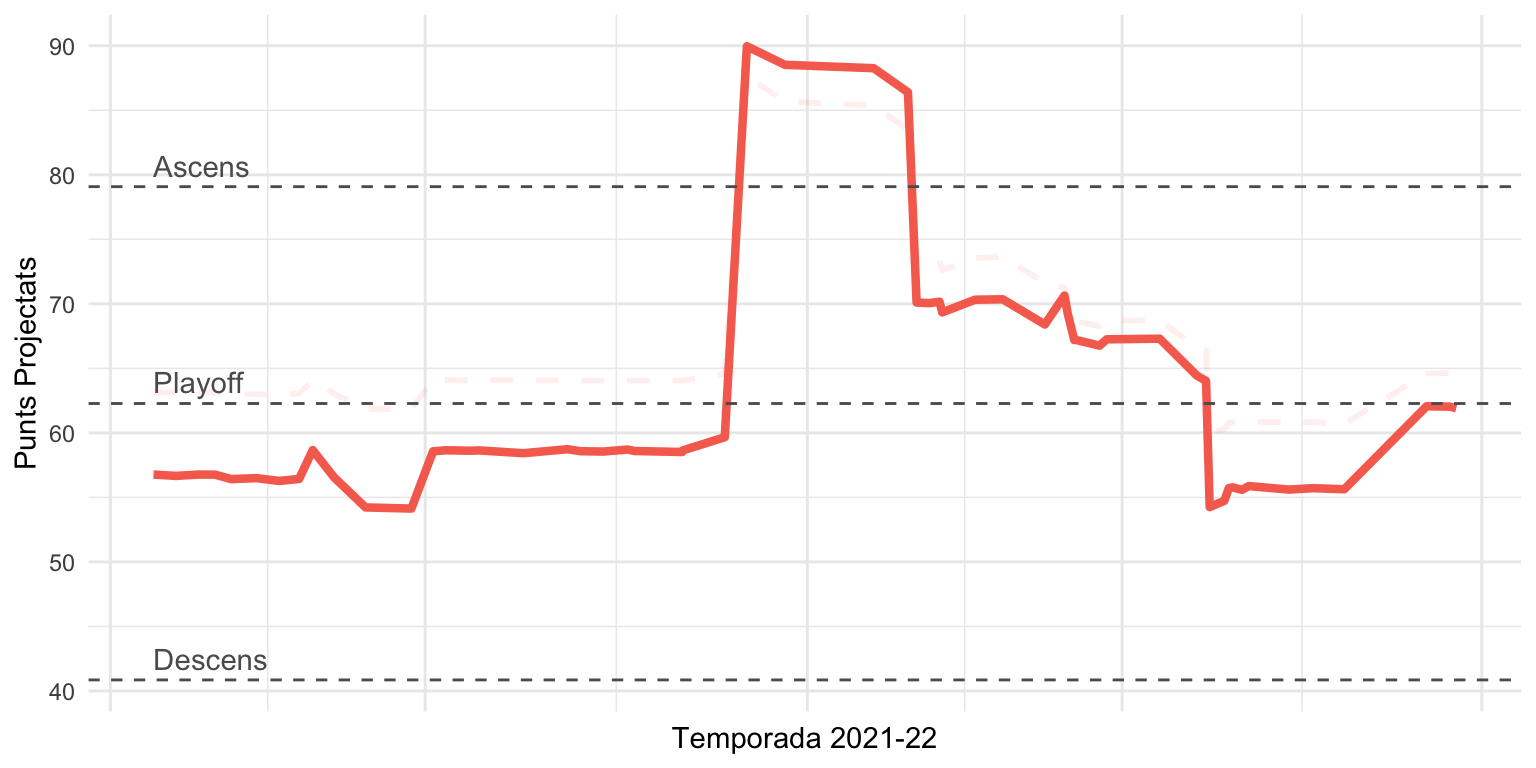 90
Ascens
80
70
Playoff
60
50
Descens
40
Punts Projectats
Temporada 2021-22